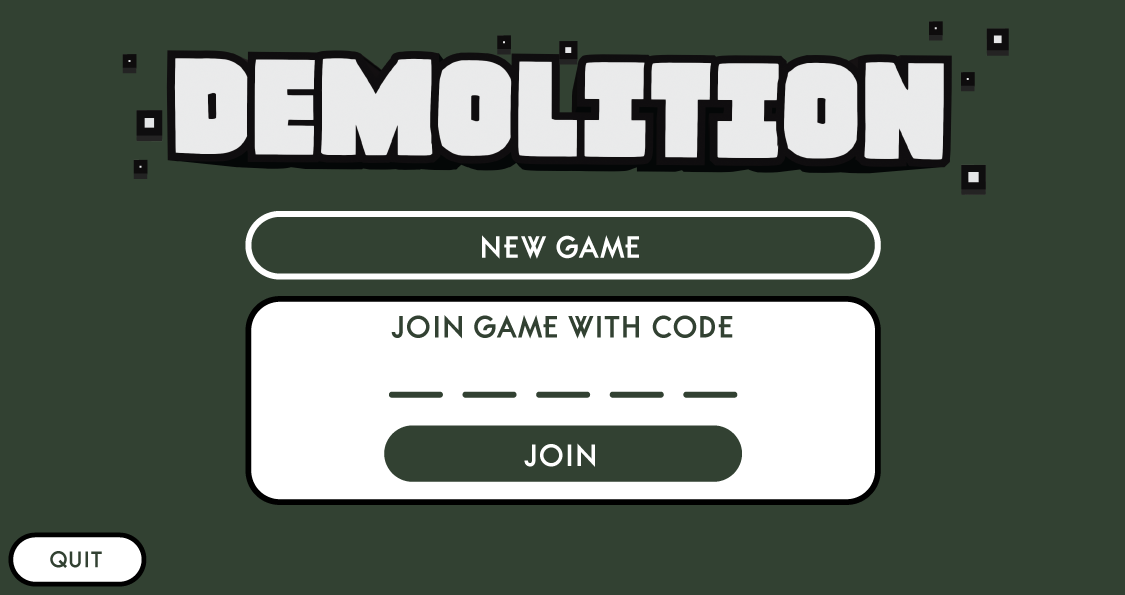 DEMOLITION
NEW GAME
JOIN GAME WITH CODE
JOIN
QUIT